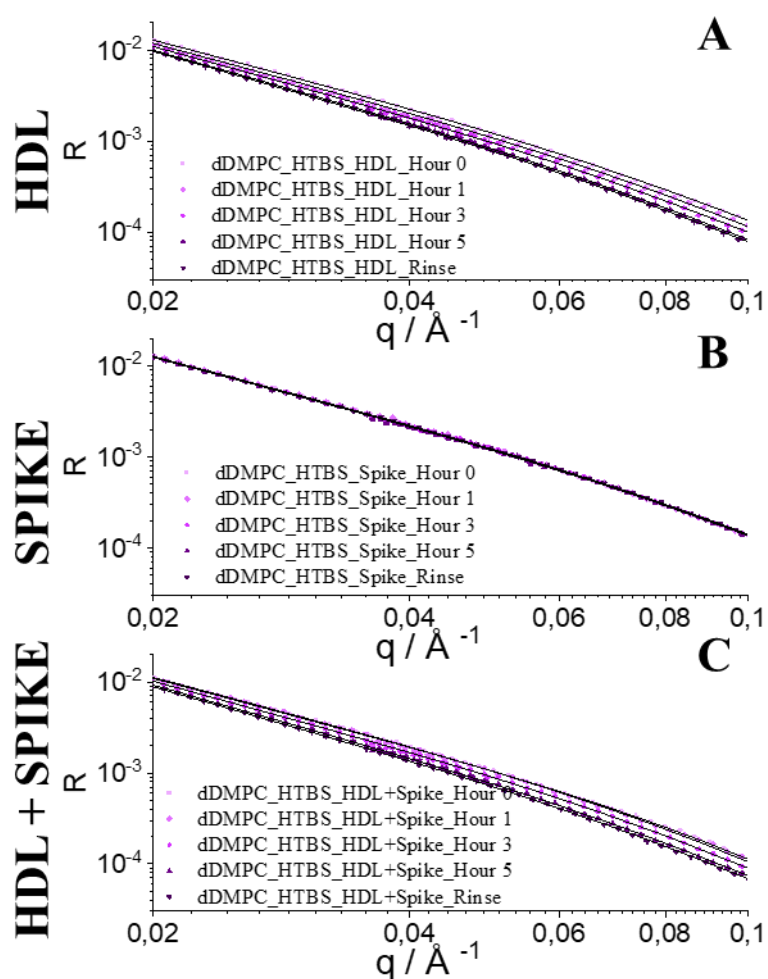 A
HDL
10-2
10-3
10-4
R
dDMPC_HTBS_HDL_Hour 0
dDMPC_HTBS_HDL_Hour 1
dDMPC_HTBS_HDL_Hour 3
dDMPC_HTBS_HDL_Hour 5
dDMPC_HTBS_HDL_Rinse
0,02 0,04 0,06 0,08 0,1
q / Å -1
B
SPIKE
10-2
10-3
10-4
R
dDMPC_HTBS_Spike_Hour 0
dDMPC_HTBS_Spike_Hour 1
dDMPC_HTBS_Spike_Hour 3
dDMPC_HTBS_Spike_Hour 5
dDMPC_HTBS_Spike_Rinse
0,02 0,04 0,06 0,08 0,1
q / Å -1
C
HDL + SPIKE
10-2
10-3
10-4
R
dDMPC_HTBS_HDL+Spike_Hour 0
dDMPC_HTBS_HDL+Spike_Hour 1
dDMPC_HTBS_HDL+Spike_Hour 3
dDMPC_HTBS_HDL+Spike_Hour 5
dDMPC_HTBS_HDL+Spike_Rinse
0,02 0,04 0,06 0,08 0,1
q / Å -1